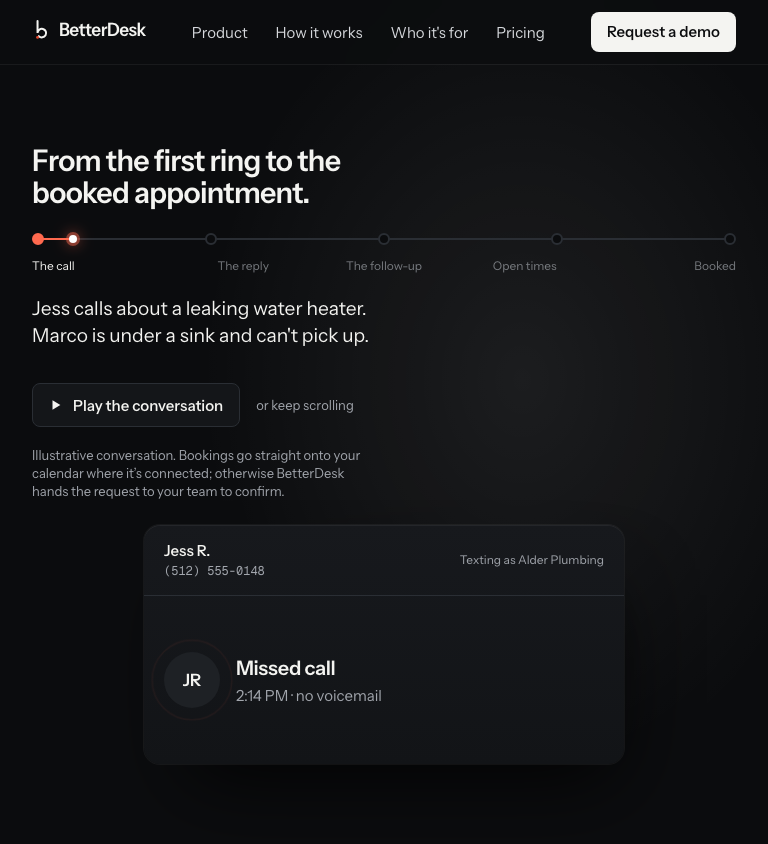 BetterDesk
Product
How it works
Who it's for
Pricing
Request a demo
From the first ring to the
booked appointment.
The call
The reply
The follow-up
Open times
Booked
Jess calls about a leaking water heater.
Marco is under a sink and can't pick up.
Play the conversation
or keep scrolling
Illustrative conversation. Bookings go straight onto your
calendar where it's connected; otherwise BetterDesk
hands the request to your team to confirm.
Jess R.
(512) 555-0148
Texting as Alder Plumbing
JR
Missed call
2:14 PM · no voicemail